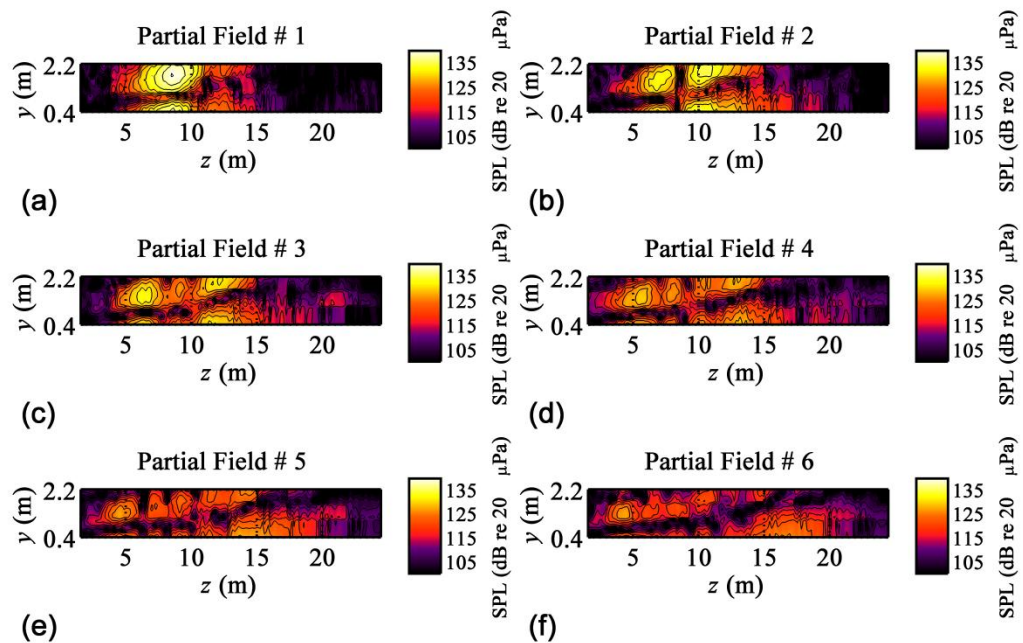 Partial Field # 1
2.2
0.4
y (m)
5 10 15 20
z (m)
135
125
115
105
SPL (dB re 20 μPa)
(a)
Partial Field # 2
2.2
0.4
y (m)
5 10 15 20
z (m)
135
125
115
105
SPL (dB re 20 μPa)
(b)
Partial Field # 3
2.2
0.4
y (m)
5 10 15 20
z (m)
135
125
115
105
SPL (dB re 20 μPa)
(c)
Partial Field # 4
2.2
0.4
y (m)
5 10 15 20
z (m)
135
125
115
105
SPL (dB re 20 μPa)
(d)
Partial Field # 5
2.2
0.4
y (m)
5 10 15 20
z (m)
135
125
115
105
SPL (dB re 20 μPa)
(e)
Partial Field # 6
2.2
0.4
y (m)
5 10 15 20
z (m)
135
125
115
105
SPL (dB re 20 μPa)
(f)